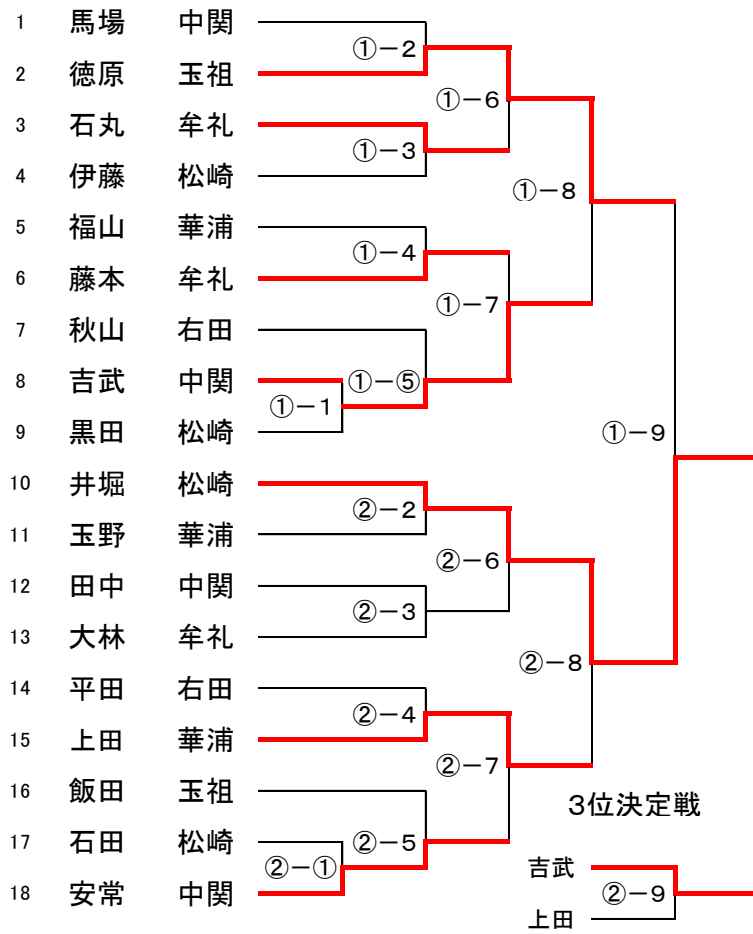 1 馬場 中関
①－2
2 徳原 玉祖
①－6
3 石丸 牟礼
①－3
4 伊藤 松崎
①－8
5 福山 華浦
①－4
6 藤本 牟礼
①－7
7 秋山 右田
8 吉武 中関 ①－⑤
①－1
9 黒田 松崎 ①－9
10 井堀 松崎
②－2
11 玉野 華浦
②－6
12 田中 中関
②－3
13 大林 牟礼
②－8
14 平田 右田
②－4
15 上田 華浦
②－7
16 飯田 玉祖
3位決定戦
17 石田 松崎 ②－5
②－①
吉武
18 安常 中関 ②－9
上田